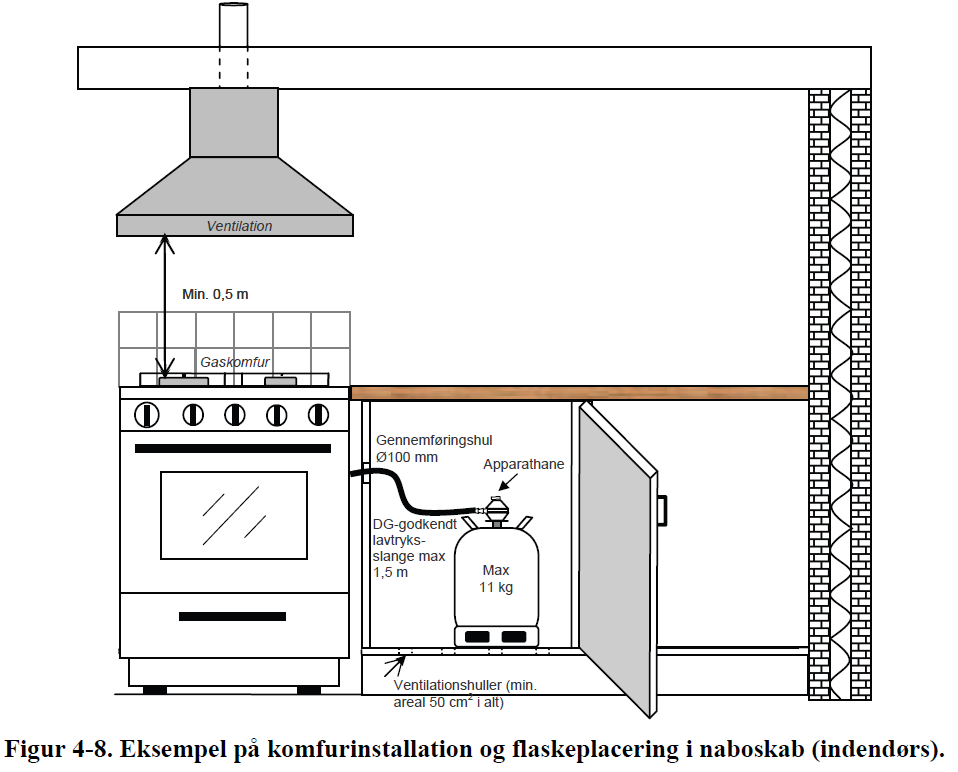 Ventilation
Min. 0,5 m
Gaskomfur
Gennemføringshul
Ø100 mm
Apparathane
DG-godkendt
lavtryks-
slange max
1,5 m
Max
11 kg
Ventilationshuller (min.
areal 50 cm² i alt)
Figur 4-8. Eksempel på komfurinstallation og flaskeplacering i naboskab (indendørs).